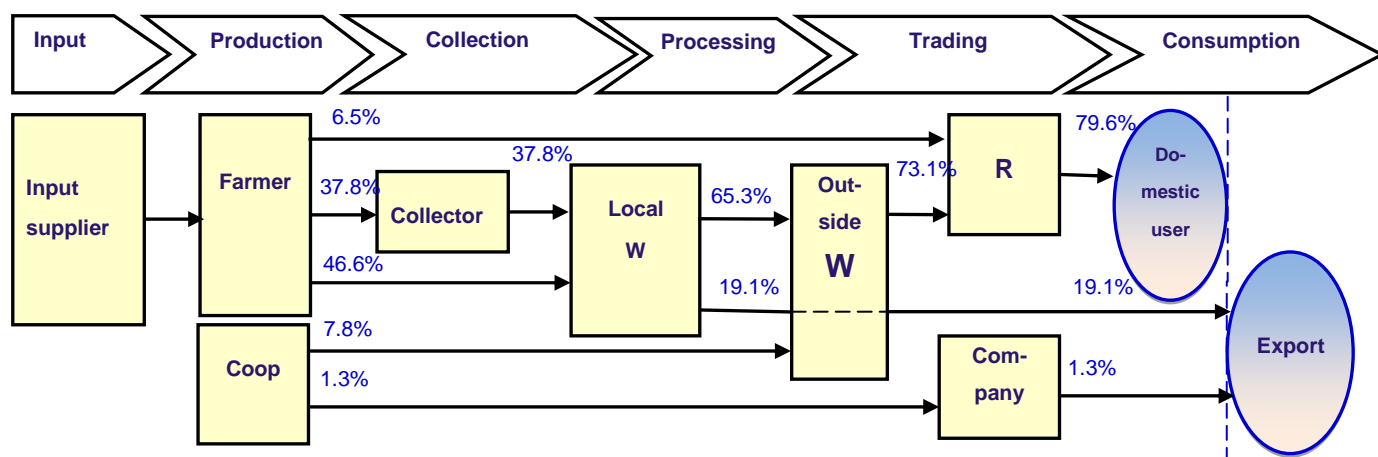 Input
Production
Collection
Processing
Trading
Consumption
Input
supplier
Farmer
6.5%
37.8%
46.6%
Collector
37.8%
Local
W
65.3%
19.1%
Out-
side
W
73.1%
R
79.6%
Do-
mestic
user
19.1%
Coop
7.8%
1.3%
Com-
pany
1.3%
Export